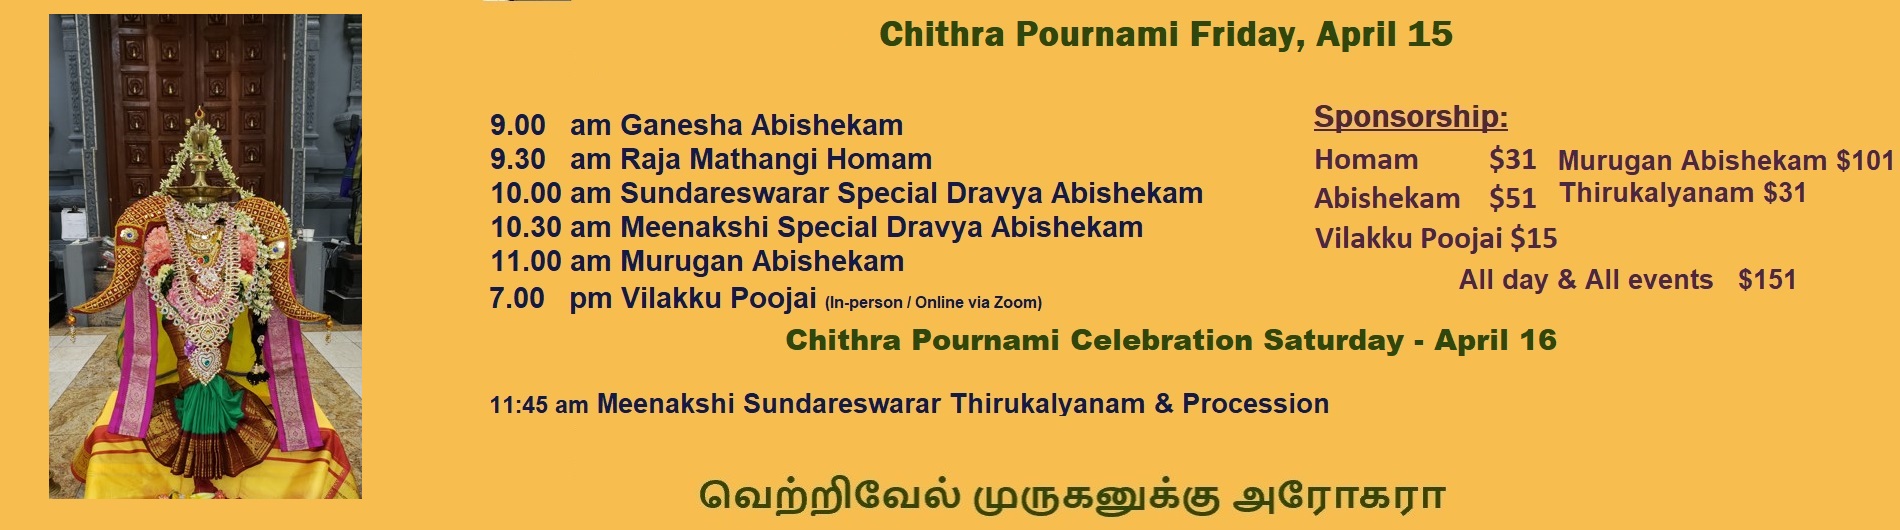 Chithra Pournami Friday, April 15
9.00 am Ganesha Abishekam
9.30 am Raja Mathangi Homam
10.00 am Sundareswarar Special Dravya Abishekam
10.30 am Meenakshi Special Dravya Abishekam
11.00 am Murugan Abishekam
7.00 pm Vilakku Poojai (In-person / Online via Zoom)
Sponsorship:
Homam $31 Murugan Abishekam $101
Abishekam $51 Thirukalyanam $31
Vilakku Poojai $15
All day & All events $151
Chithra Pournami Celebration Saturday - April 16
11:45 am Meenakshi Sundareswarar Thirukalyanam & Procession
வெற்றிவேல் முருகனுக்கு அரோகரா